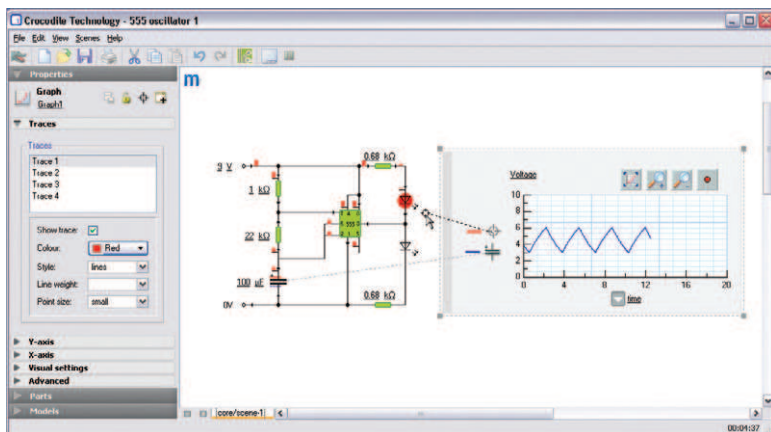 Crocodile Technology - 555 oscillator 1
File Edit View Scenes Help
Properties
Graph
Graph1
Traces
Traces
Trace 1
Trace 2
Trace 3
Trace 4
Show trace:
Colour: Red
Style: lines
Line weight:
Point size: small
Y-axis
X-axis
Visual settings
Advanced
Parts
Models
m
9 V
0.68 kΩ
1 kΩ
555
22 kΩ
100 µF
0V
0.68 kΩ
Voltage
10
8
6
4
2
0
0 4 8 12 16 20
time
core/scene-1
00:04:37